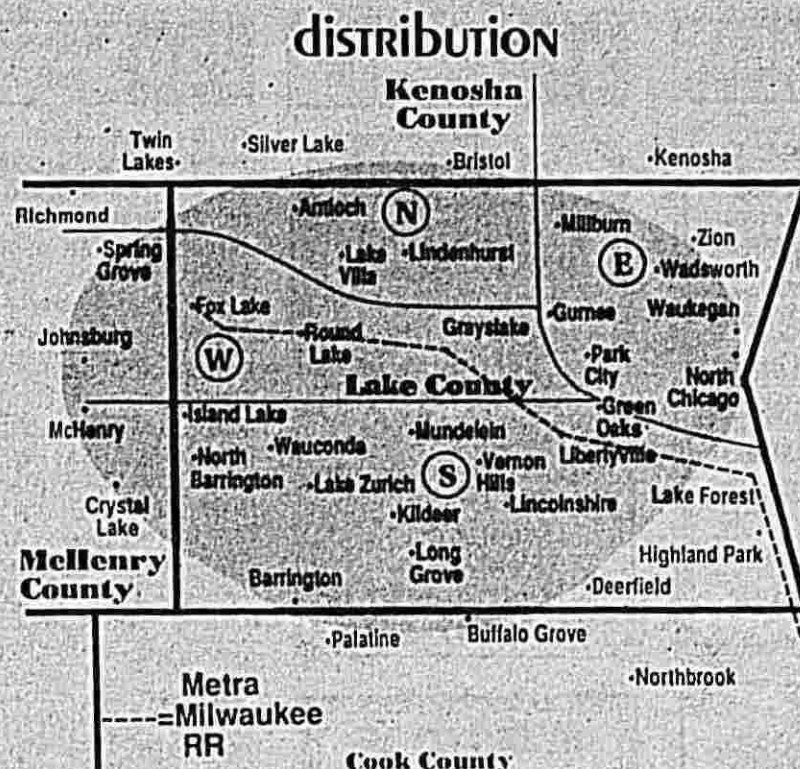 distribution
Kenosha
County
Twin
Lakes
Silver Lake
Bristol
Kenosha
Richmond
Antioch
N
Millburn
Zion
Spring
Grove
Lake
Villa
Lindenhurst
E
Wadsworth
Fox Lake
Gurnee
Waukegan
Johnsburg
Round
Lake
Grayslake
W
Park
City
North
Chicago
Lake County
McHenry
Island Lake
Green
Oaks
Mundelein
Wauconda
North
Barrington
Lake Zurich
S
Vernon
Hills
Libertyville
Crystal
Lake
Kildeer
Lincolnshire
Lake Forest
McHenry
County
Barrington
Long
Grove
Highland Park
Deerfield
Palatine
Buffalo Grove
Northbrook
Metra
----=Milwaukee
RR
Cook County